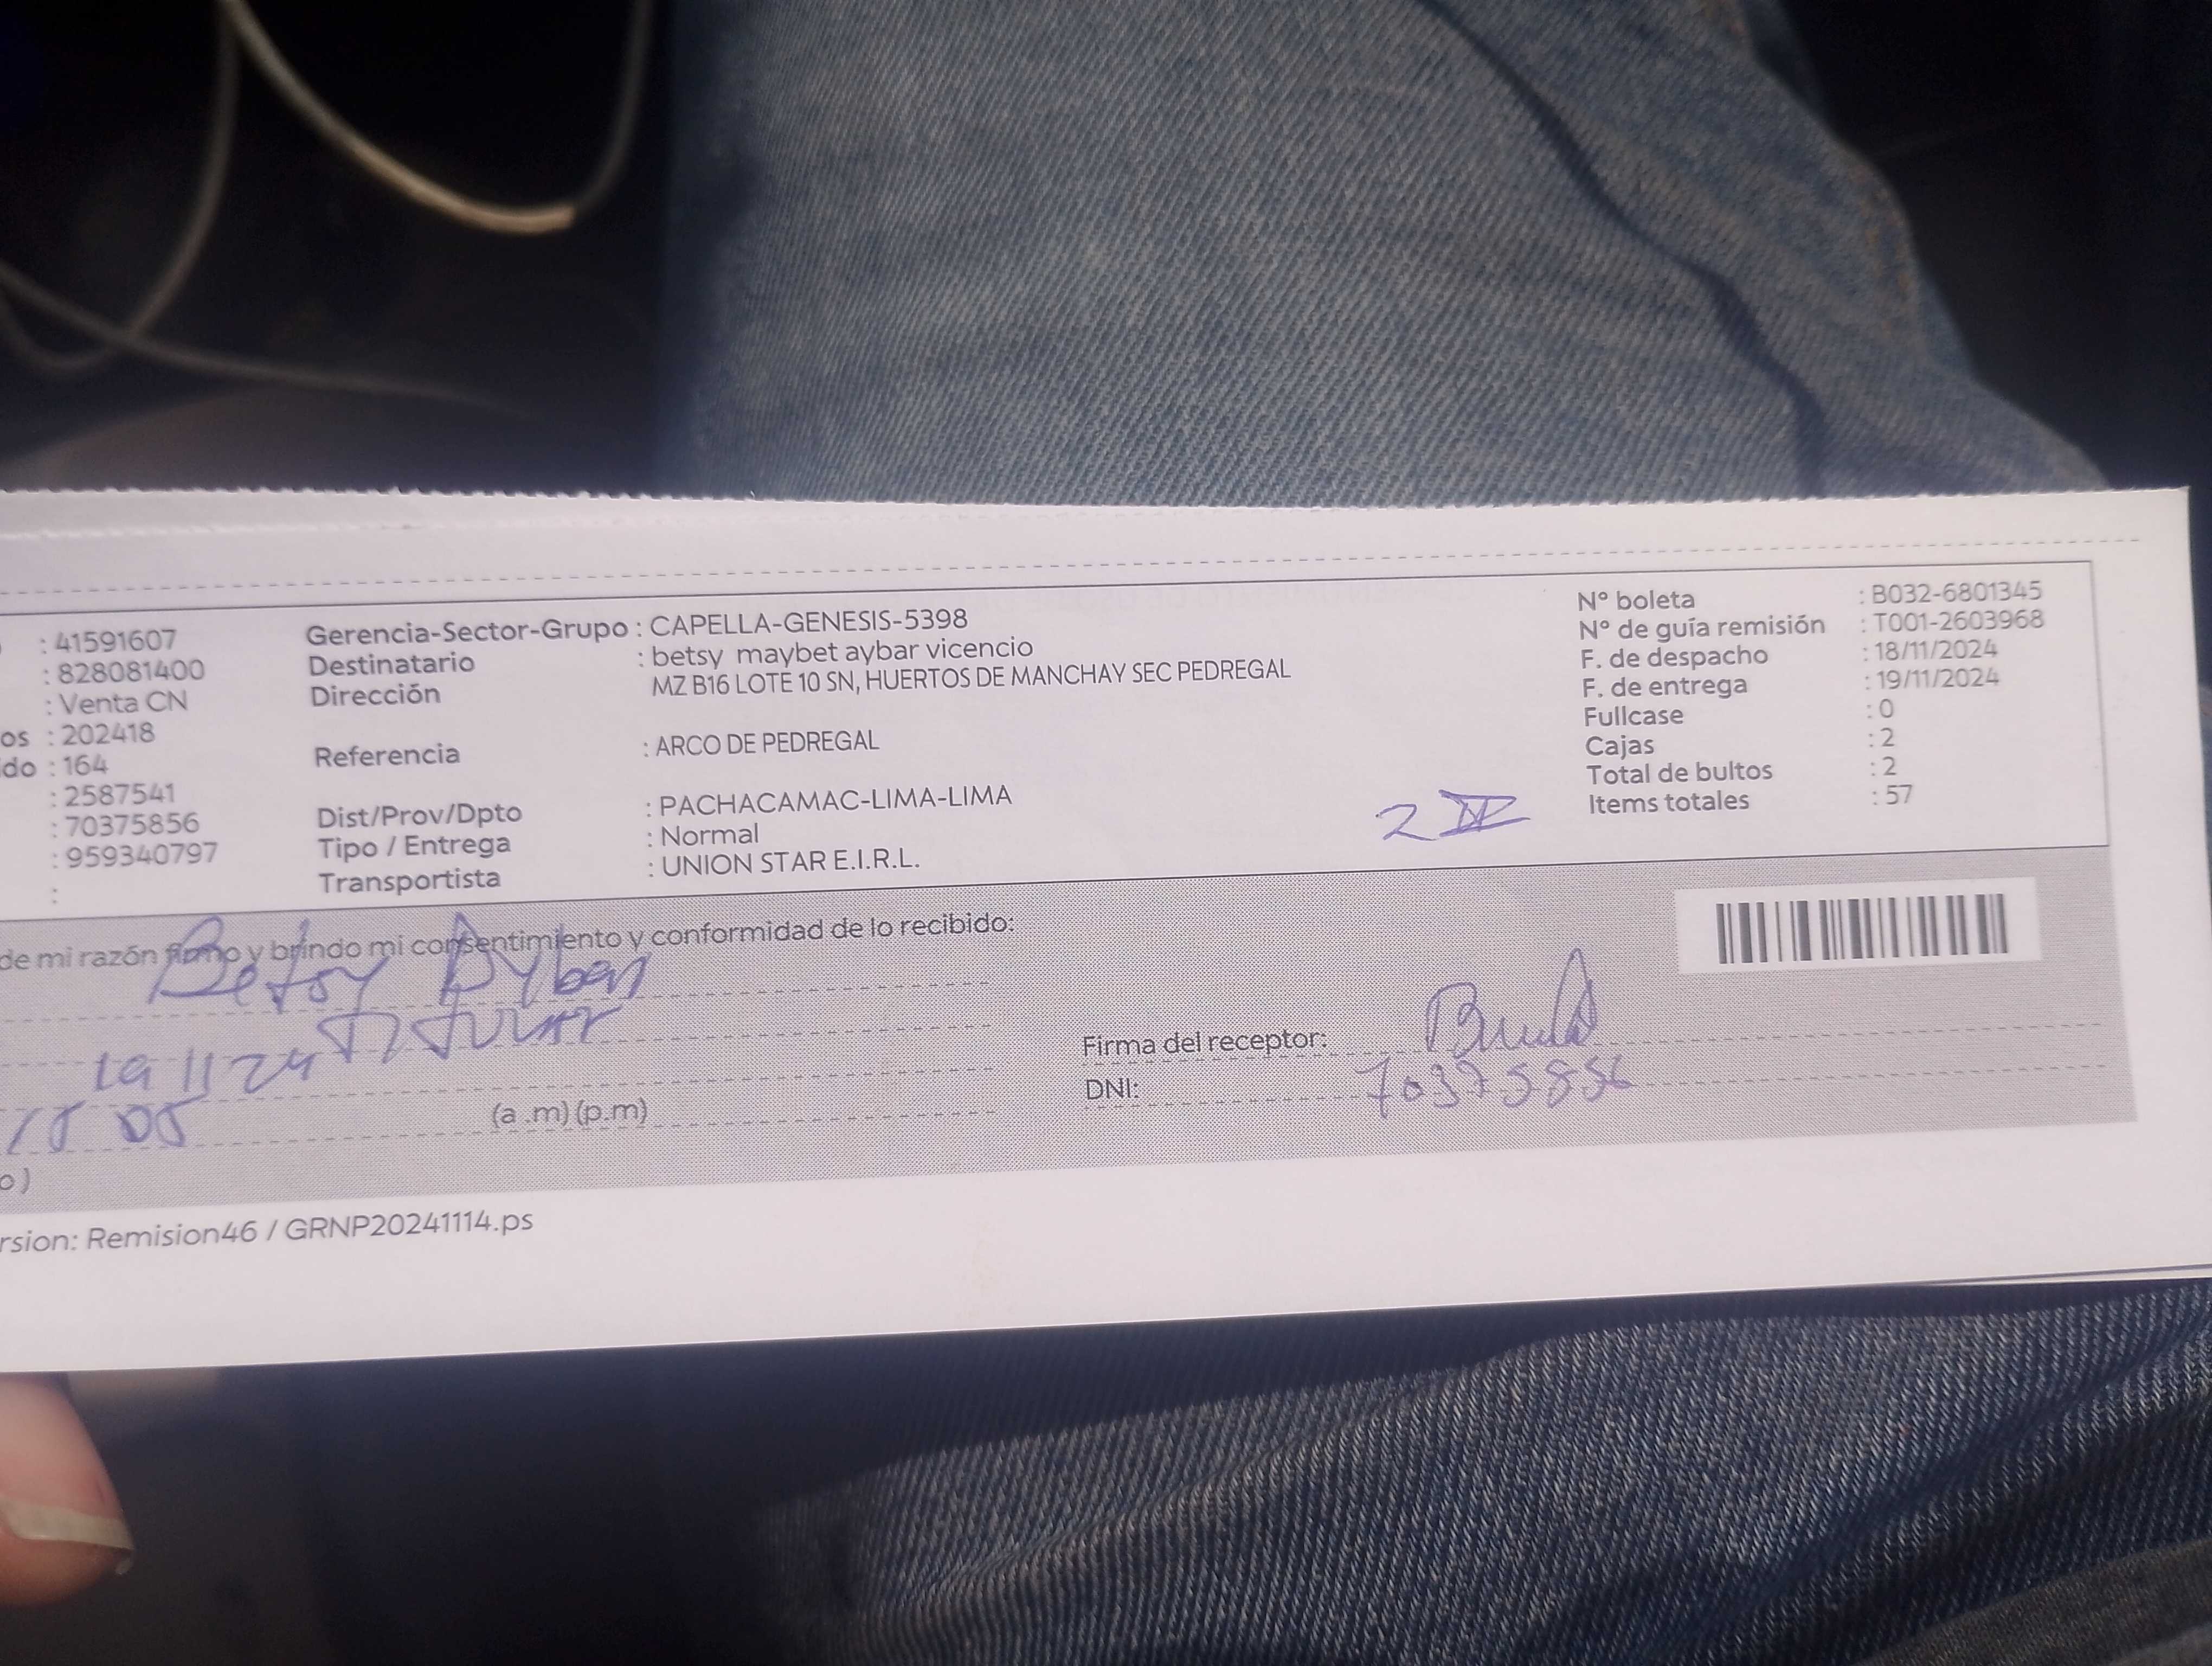 : 41591607
: 828081400
: Venta CN
os : 202418
do : 164
: 2587541
: 70375856
: 959340797
:
Gerencia-Sector-Grupo : CAPELLA-GENESIS-5398
Destinatario : betsy maybet aybar vicencio
Dirección MZ B16 LOTE 10 SN, HUERTOS DE MANCHAY SEC PEDREGAL
Referencia : ARCO DE PEDREGAL
Dist/Prov/Dpto : PACHACAMAC-LIMA-LIMA
Tipo / Entrega : Normal
Transportista : UNION STAR E.I.R.L.
Nº boleta : B032-6801345
Nº de guía remisión : T001-2603968
F. de despacho : 18/11/2024
F. de entrega : 19/11/2024
Fullcase : 0
Cajas : 2
Total de bultos : 2
Items totales : 57
2
de mi razón firmo y brindo mi consentimiento y conformidad de lo recibido:
Betsy Aybar
Titular
19 11 24
(a .m) (p.m)
Firma del receptor:
DNI: 70375856
o )
rsion: Remision46 / GRNP20241114.ps